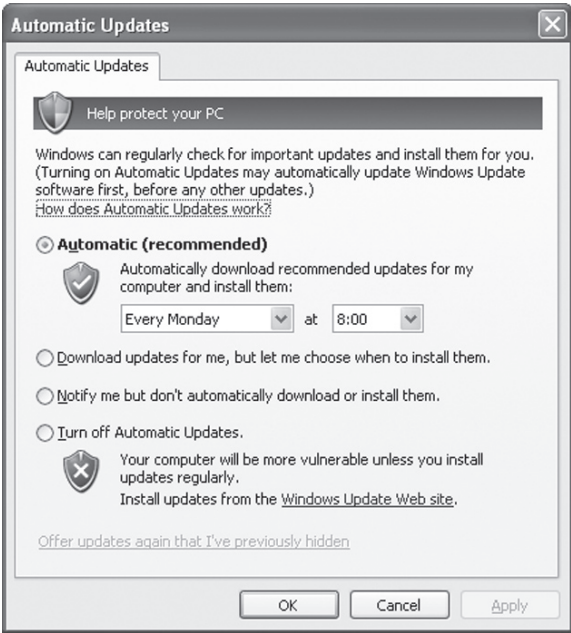 Automatic Updates
Automatic Updates
Help protect your PC
Windows can regularly check for important updates and install them for you.
(Turning on Automatic Updates may automatically update Windows Update
software first, before any other updates.)
How does Automatic Updates work?
Automatic (recommended)
Automatically download recommended updates for my
computer and install them:
Every Monday at 8:00
Download updates for me, but let me choose when to install them.
Notify me but don't automatically download or install them.
Turn off Automatic Updates.
Your computer will be more vulnerable unless you install
updates regularly.
Install updates from the Windows Update Web site.
Offer updates again that I've previously hidden
OK Cancel Apply